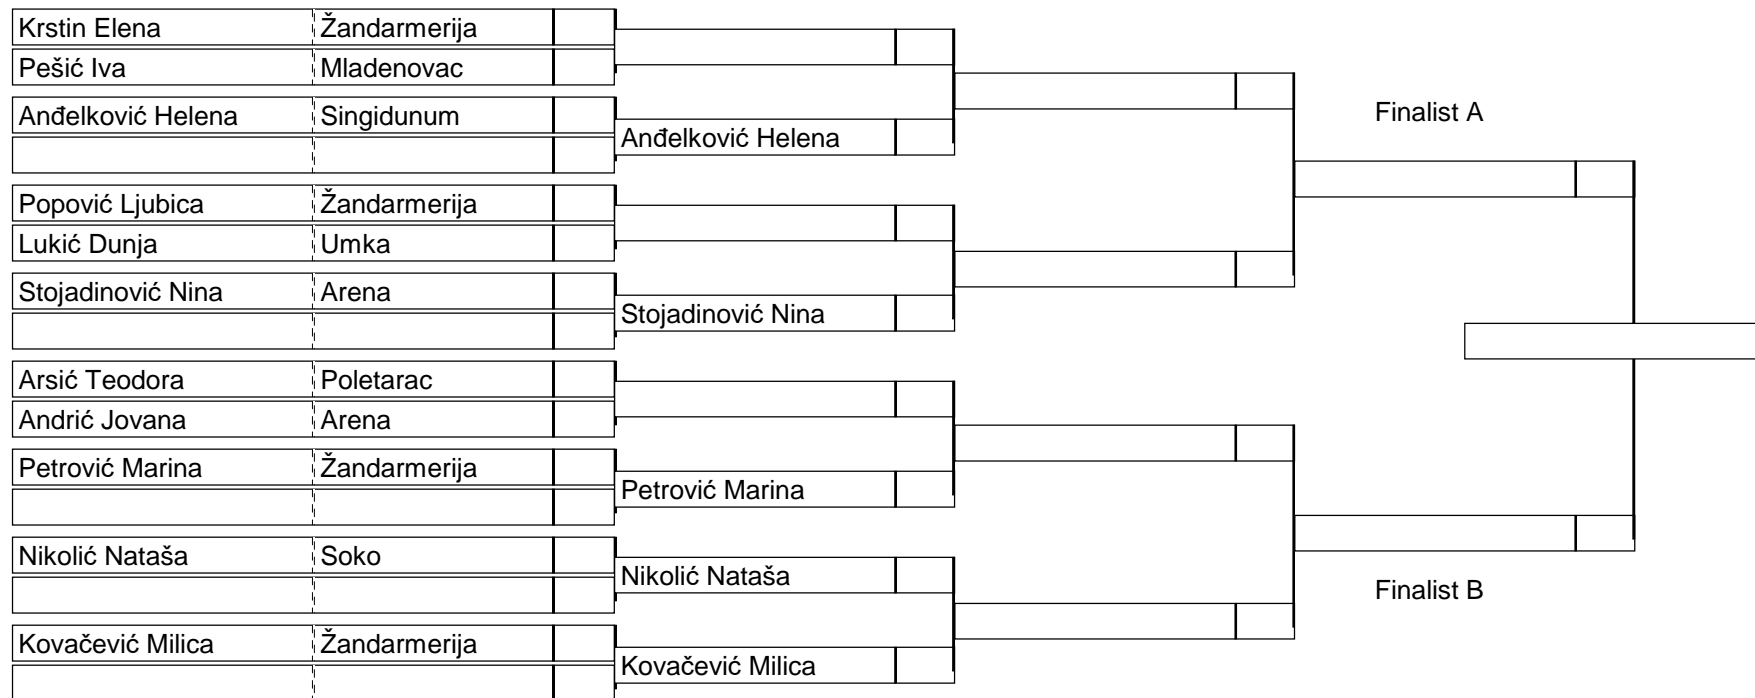 Krstin Elena Žandarmerija
Pešić Iva Mladenovac
Finalist A
Anđelković Helena Singidunum
Anđelković Helena
Popović Ljubica Žandarmerija
Lukić Dunja Umka
Stojadinović Nina Arena
Stojadinović Nina
Arsić Teodora Poletarac
Andrić Jovana Arena
Petrović Marina Žandarmerija
Petrović Marina
Nikolić Nataša Soko
Nikolić Nataša
Finalist B
Kovačević Milica Žandarmerija
Kovačević Milica